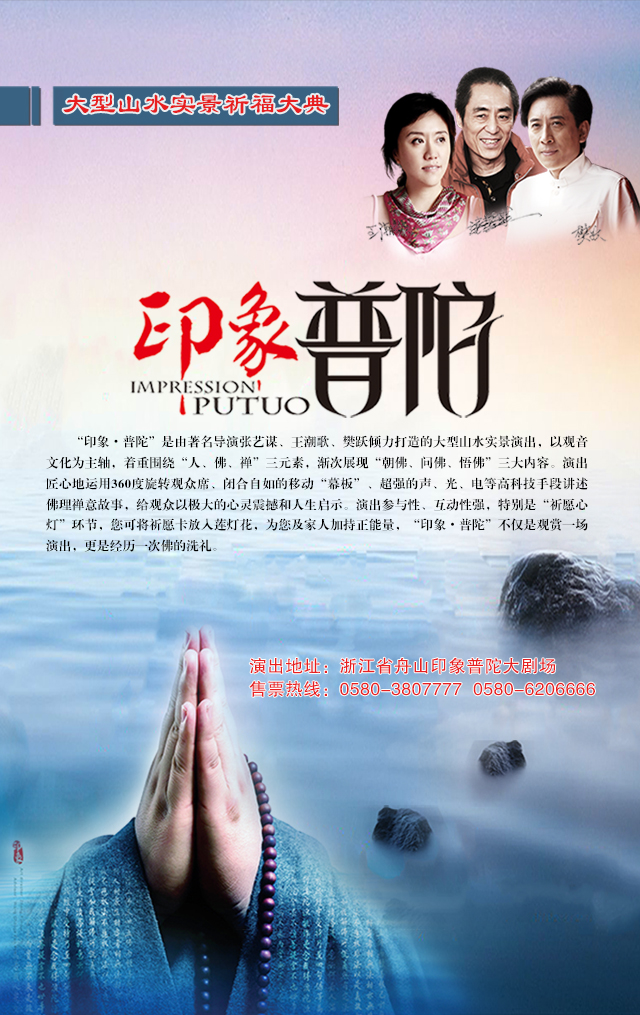 大型山水实景祈福大典
王潮歌
樊跃
印象普陀
IMPRESSION
PUTUO
“印象·普陀”是由著名导演张艺谋、王潮歌、樊跃倾力打造的大型山水实景演出，以观音
文化为主轴，着重围绕“人、佛、禅”三元素，渐次展现“朝佛、问佛、悟佛”三大内容。演出
匠心地运用360度旋转观众席、闭合自如的移动“幕板”、超强的声、光、电等高科技手段讲述
佛理禅意故事，给观众以极大的心灵震撼和人生启示。演出参与性、互动性强，特别是“祈愿心
灯”环节，您可将祈愿卡放入莲灯花，为您及家人加持正能量，“印象·普陀”不仅是观赏一场
演出，更是经历一次佛的洗礼。
演出地址：浙江省舟山印象普陀大剧场
售票热线：0580-3807777 0580-6206666